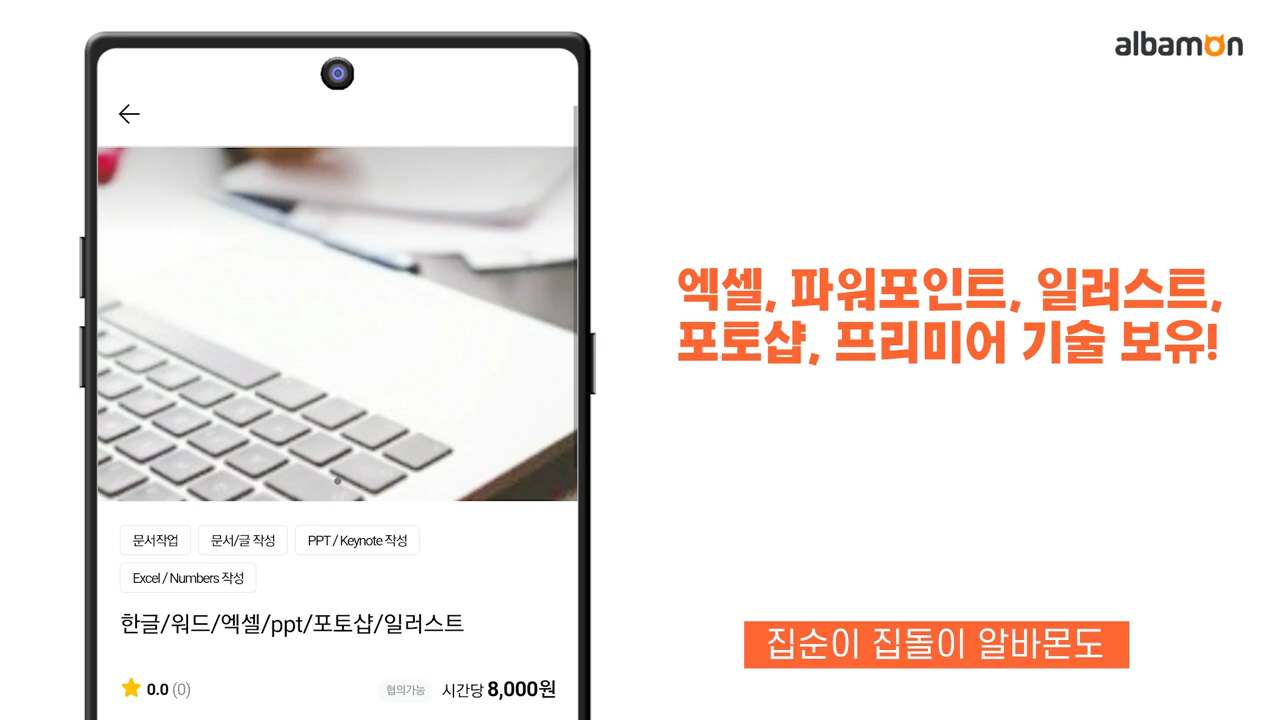 albamon
엑셀, 파워포인트, 일러스트,
포토샵, 프리미어 기술 보유!
문서작업 문서/글 작성 PPT / Keynote 작성
Excel / Numbers 작성
한글/워드/엑셀/ppt/포토샵/일러스트
0.0 (0) 협의가능 시간당 8,000원
집순이 집돌이 알바몬도